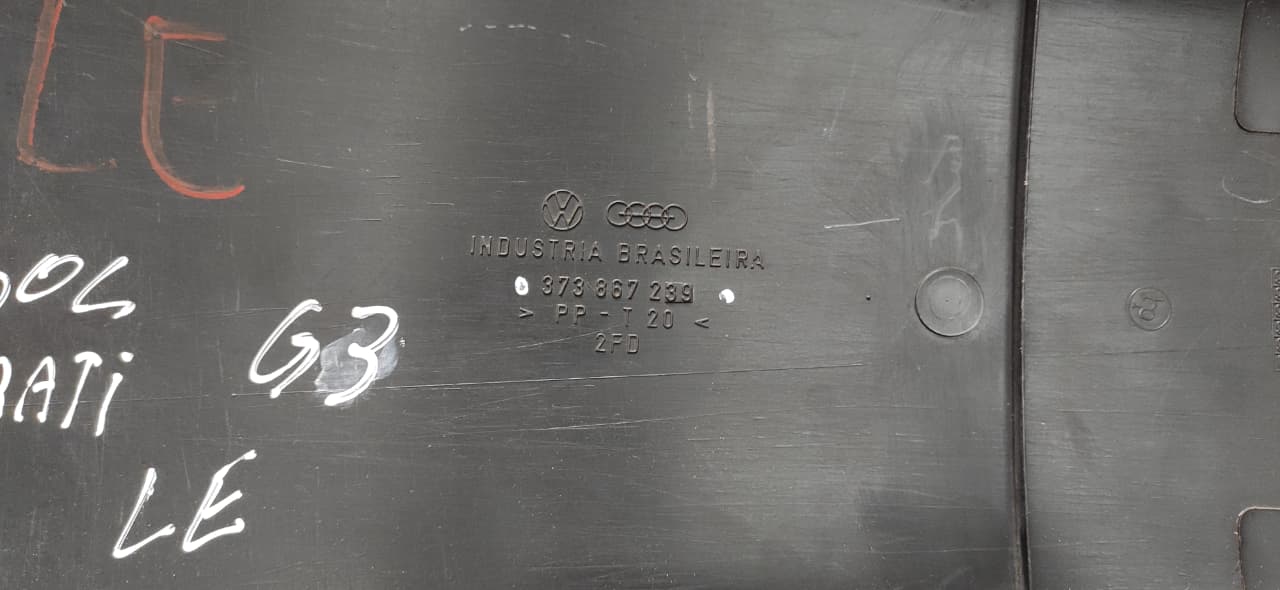 LE
INDUSTRIA BRASILEIRA
373 867 239
> PP - T 20 <
2FD
G3
LE